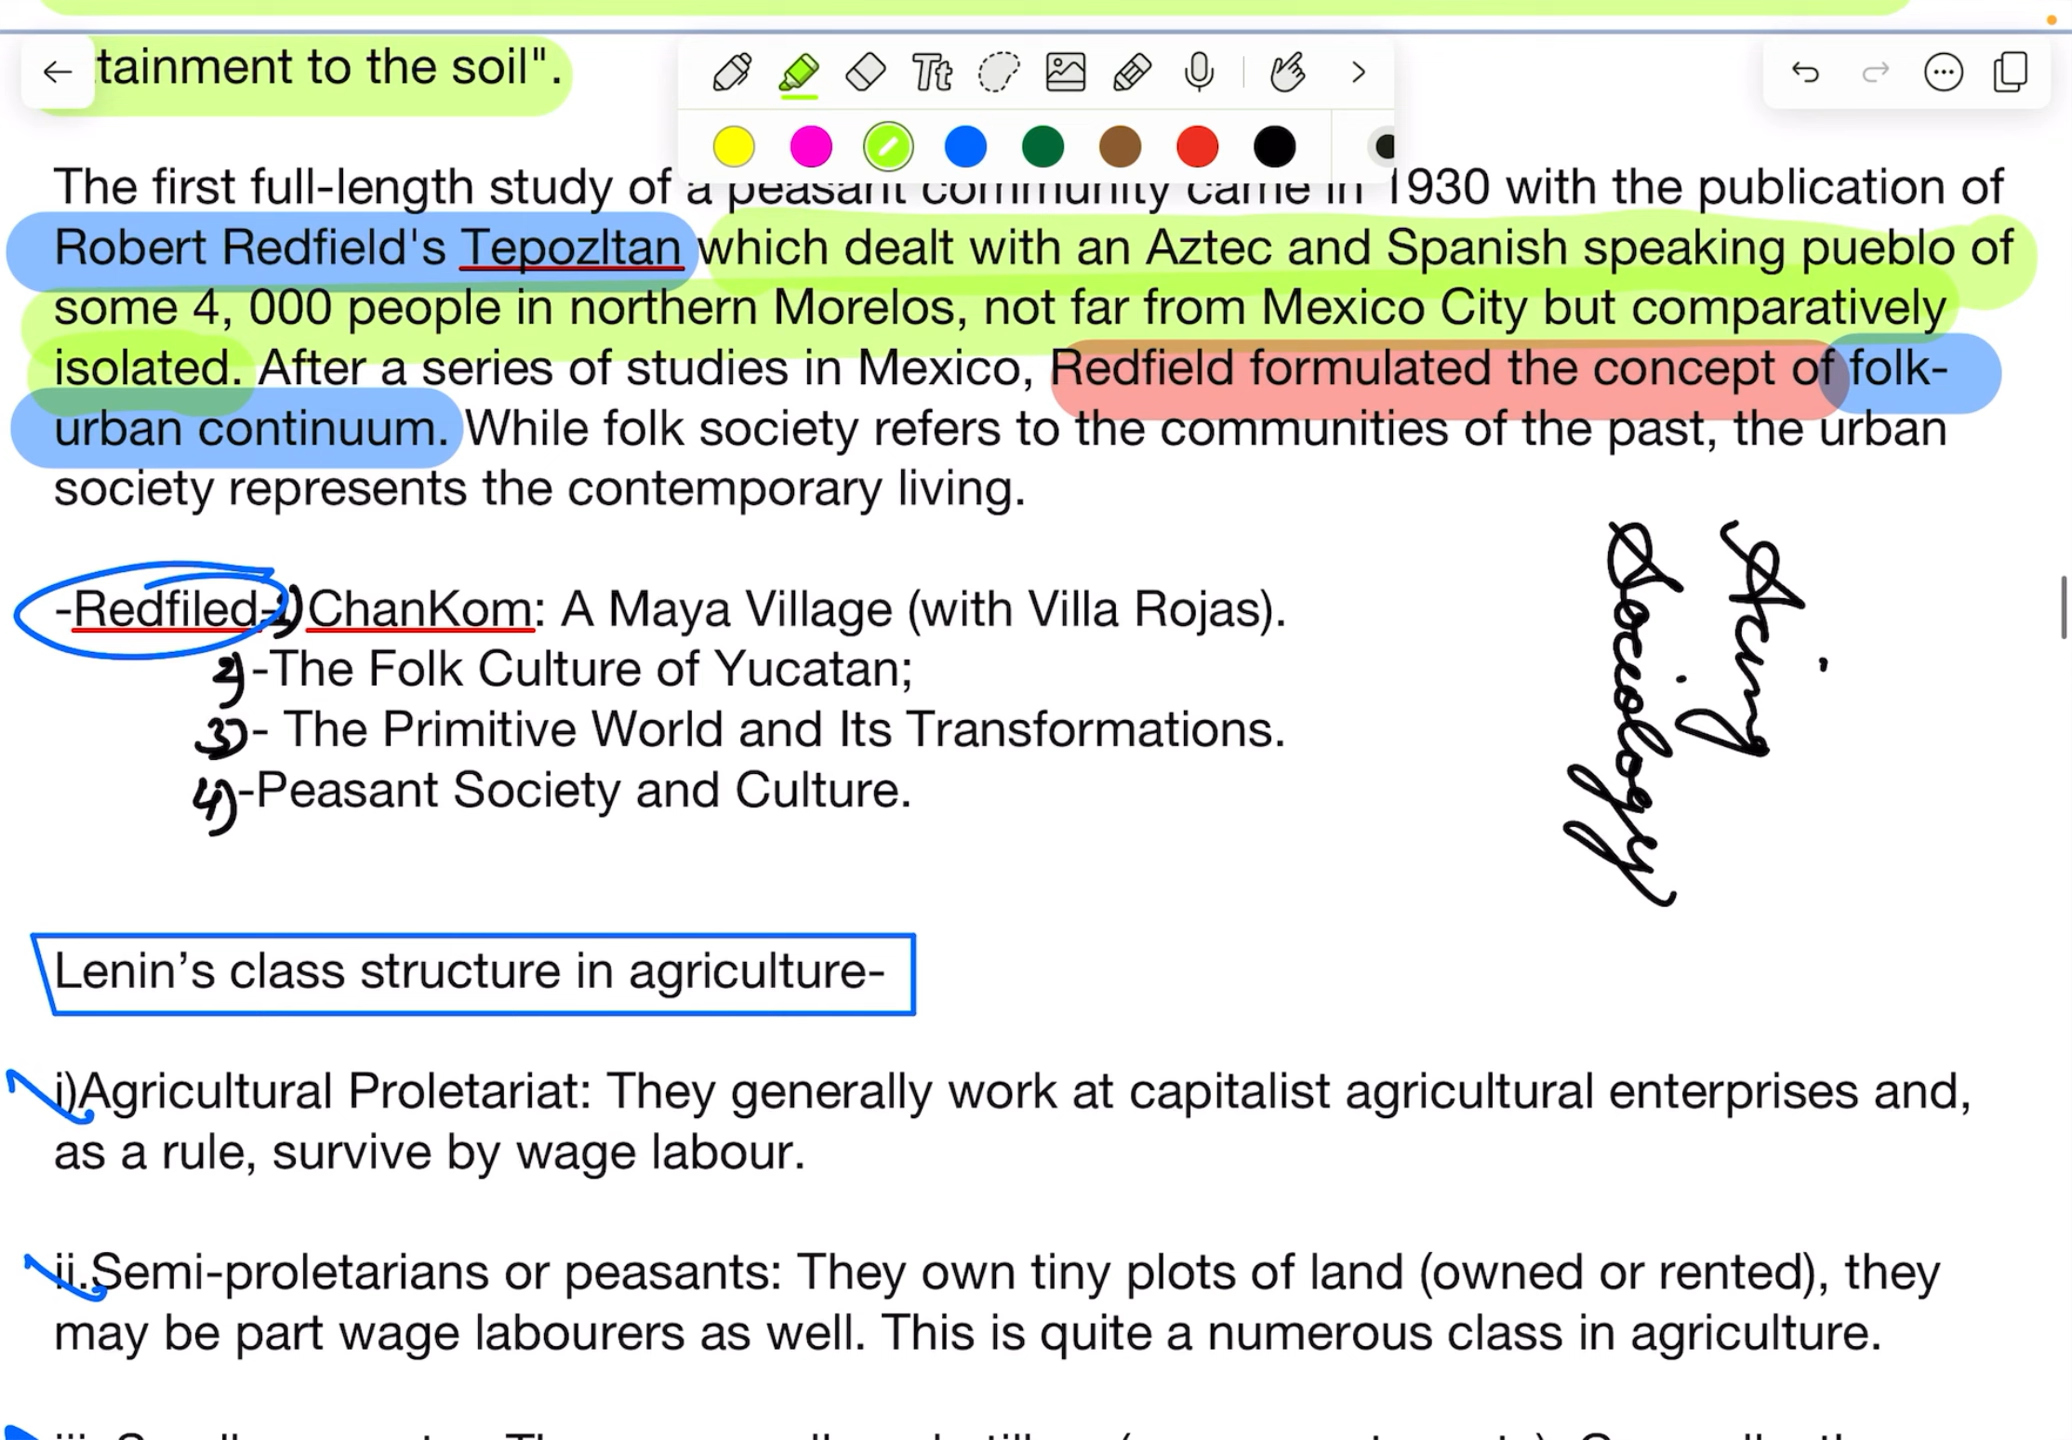 tainment to the soil".
Tt
The first full-length study of a peasant community came in 1930 with the publication of
Robert Redfield's Tepozltan which dealt with an Aztec and Spanish speaking pueblo of
some 4, 000 people in northern Morelos, not far from Mexico City but comparatively
isolated. After a series of studies in Mexico, Redfield formulated the concept of folk-
urban continuum. While folk society refers to the communities of the past, the urban
society represents the contemporary living.
-Redfiled-1)ChanKom: A Maya Village (with Villa Rojas).
2)-The Folk Culture of Yucatan;
3)- The Primitive World and Its Transformations.
4)-Peasant Society and Culture.
Sociology
Lenin’s class structure in agriculture-
i)Agricultural Proletariat: They generally work at capitalist agricultural enterprises and,
as a rule, survive by wage labour.
ii.Semi-proletarians or peasants: They own tiny plots of land (owned or rented), they
may be part wage labourers as well. This is quite a numerous class in agriculture.